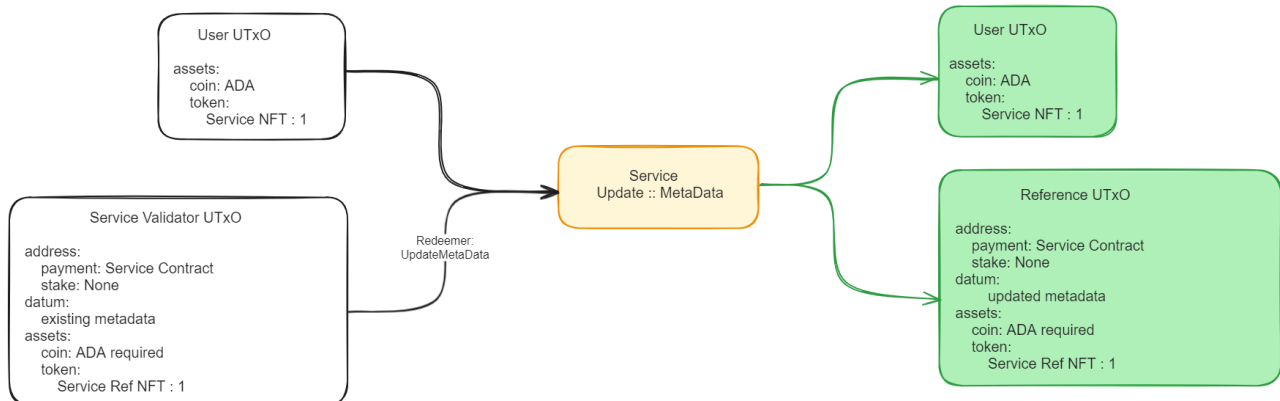 User UTxO
assets:
coin: ADA
token:
Service NFT : 1
Service Validator UTxO
address:
payment: Service Contract
stake: None
datum:
existing metadata
assets:
coin: ADA required
token:
Service Ref NFT : 1
Redeemer:
UpdateMetaData
Service
Update :: MetaData
User UTxO
assets:
coin: ADA
token:
Service NFT : 1
Reference UTxO
address:
payment: Service Contract
stake: None
datum:
updated metadata
assets:
coin: ADA required
token:
Service Ref NFT : 1